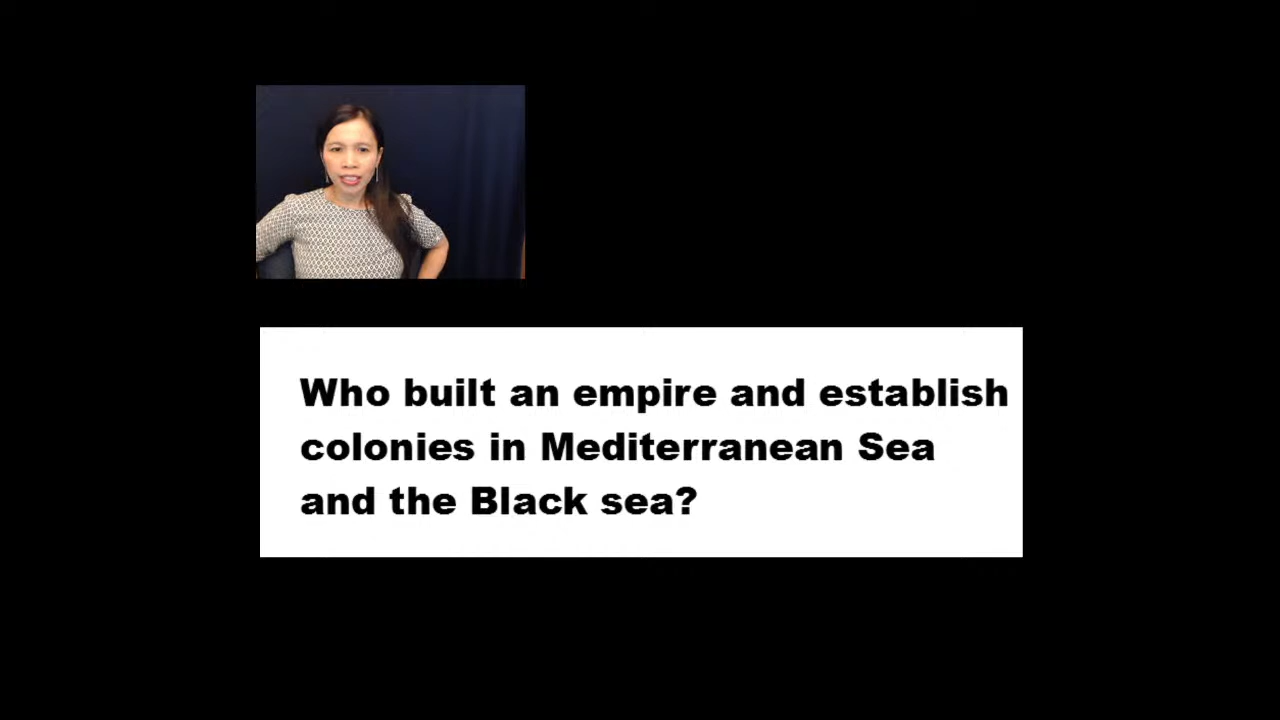 Who built an empire and establish
colonies in Mediterranean Sea
and the Black sea?